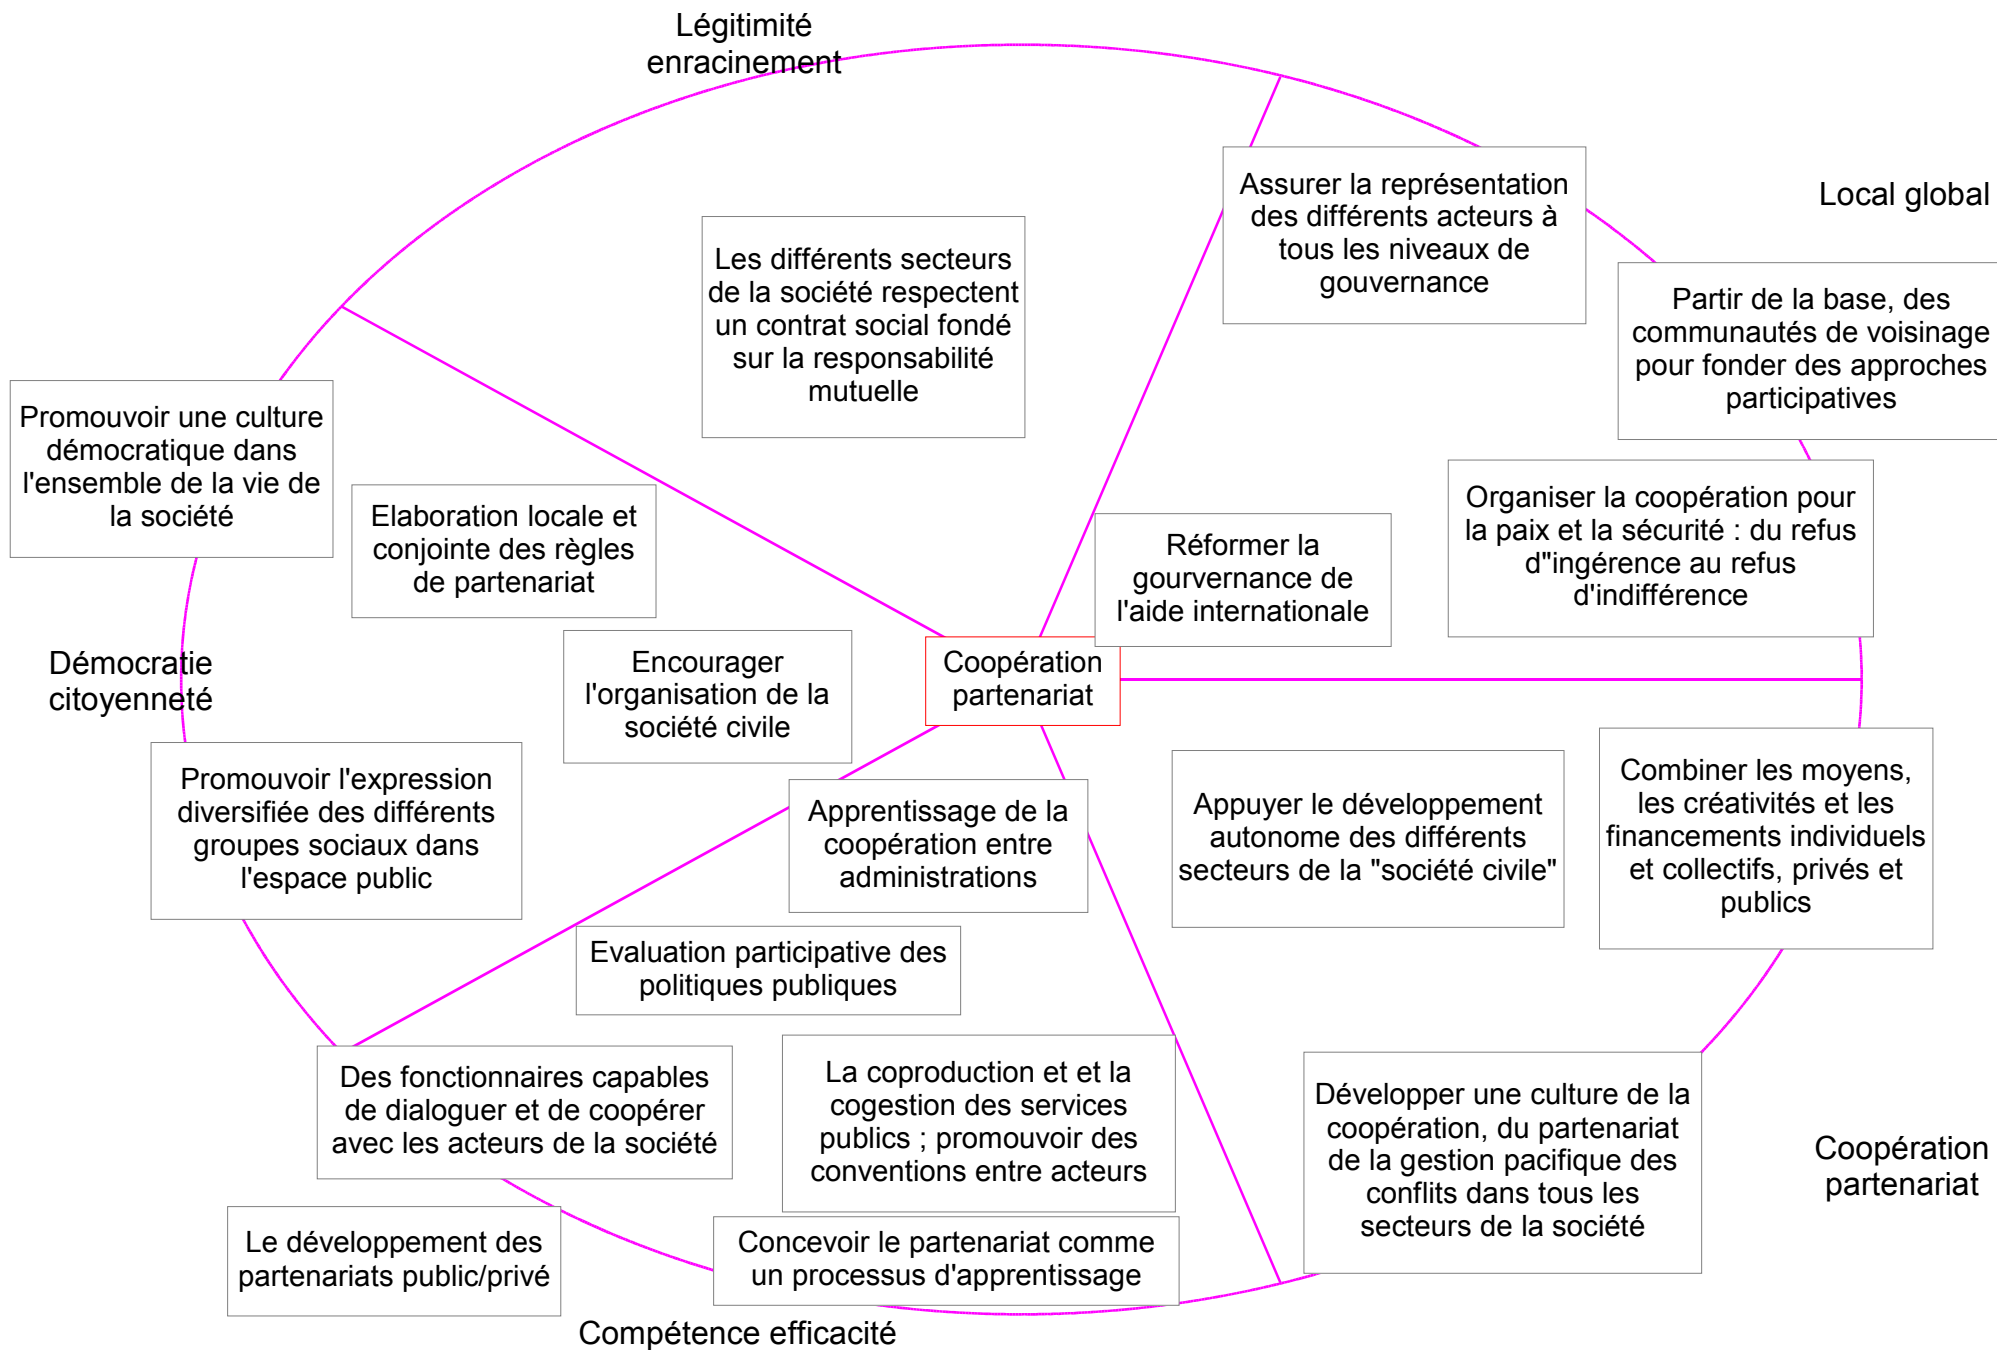 Légitimité
enracinement
Assurer la représentation
des différents acteurs à
tous les niveaux de
gouvernance
Local global
Les différents secteurs
de la société respectent
un contrat social fondé
sur la responsabilité
mutuelle
Partir de la base, des
communautés de voisinage
pour fonder des approches
participatives
Promouvoir une culture
démocratique dans
l'ensemble de la vie de
la société
Elaboration locale et
conjointe des règles
de partenariat
Organiser la coopération pour
la paix et la sécurité : du refus
d"ingérence au refus
d'indifférence
Réformer la
gourvernance de
l'aide internationale
Démocratie
citoyenneté
Encourager
l'organisation de la
société civile
Coopération
partenariat
Promouvoir l'expression
diversifiée des différents
groupes sociaux dans
l'espace public
Apprentissage de la
coopération entre
administrations
Appuyer le développement
autonome des différents
secteurs de la "société civile"
Combiner les moyens,
les créativités et les
financements individuels
et collectifs, privés et
publics
Evaluation participative des
politiques publiques
Des fonctionnaires capables
de dialoguer et de coopérer
avec les acteurs de la société
La coproduction et et la
cogestion des services
publics ; promouvoir des
conventions entre acteurs
Développer une culture de la
coopération, du partenariat
de la gestion pacifique des
conflits dans tous les
secteurs de la société
Coopération
partenariat
Le développement des
partenariats public/privé
Concevoir le partenariat comme
un processus d'apprentissage
Compétence efficacité